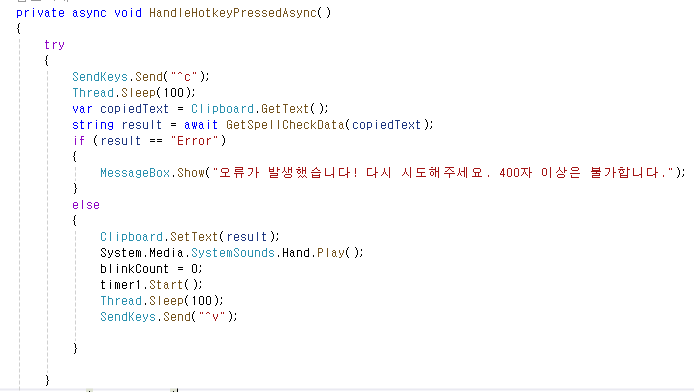 private async void HandleHotkeyPressedAsync()
{
try
{
SendKeys.Send("^c");
Thread.Sleep(100);
var copiedText = Clipboard.GetText();
string result = await GetSpellCheckData(copiedText);
if (result == "Error")
{
MessageBox.Show("오류가 발생했습니다! 다시 시도해주세요. 400자 이상은 불가합니다.");
}
else
{
Clipboard.SetText(result);
System.Media.SystemSounds.Hand.Play();
blinkCount = 0;
timer1.Start();
Thread.Sleep(100);
SendKeys.Send("^v");
}
}